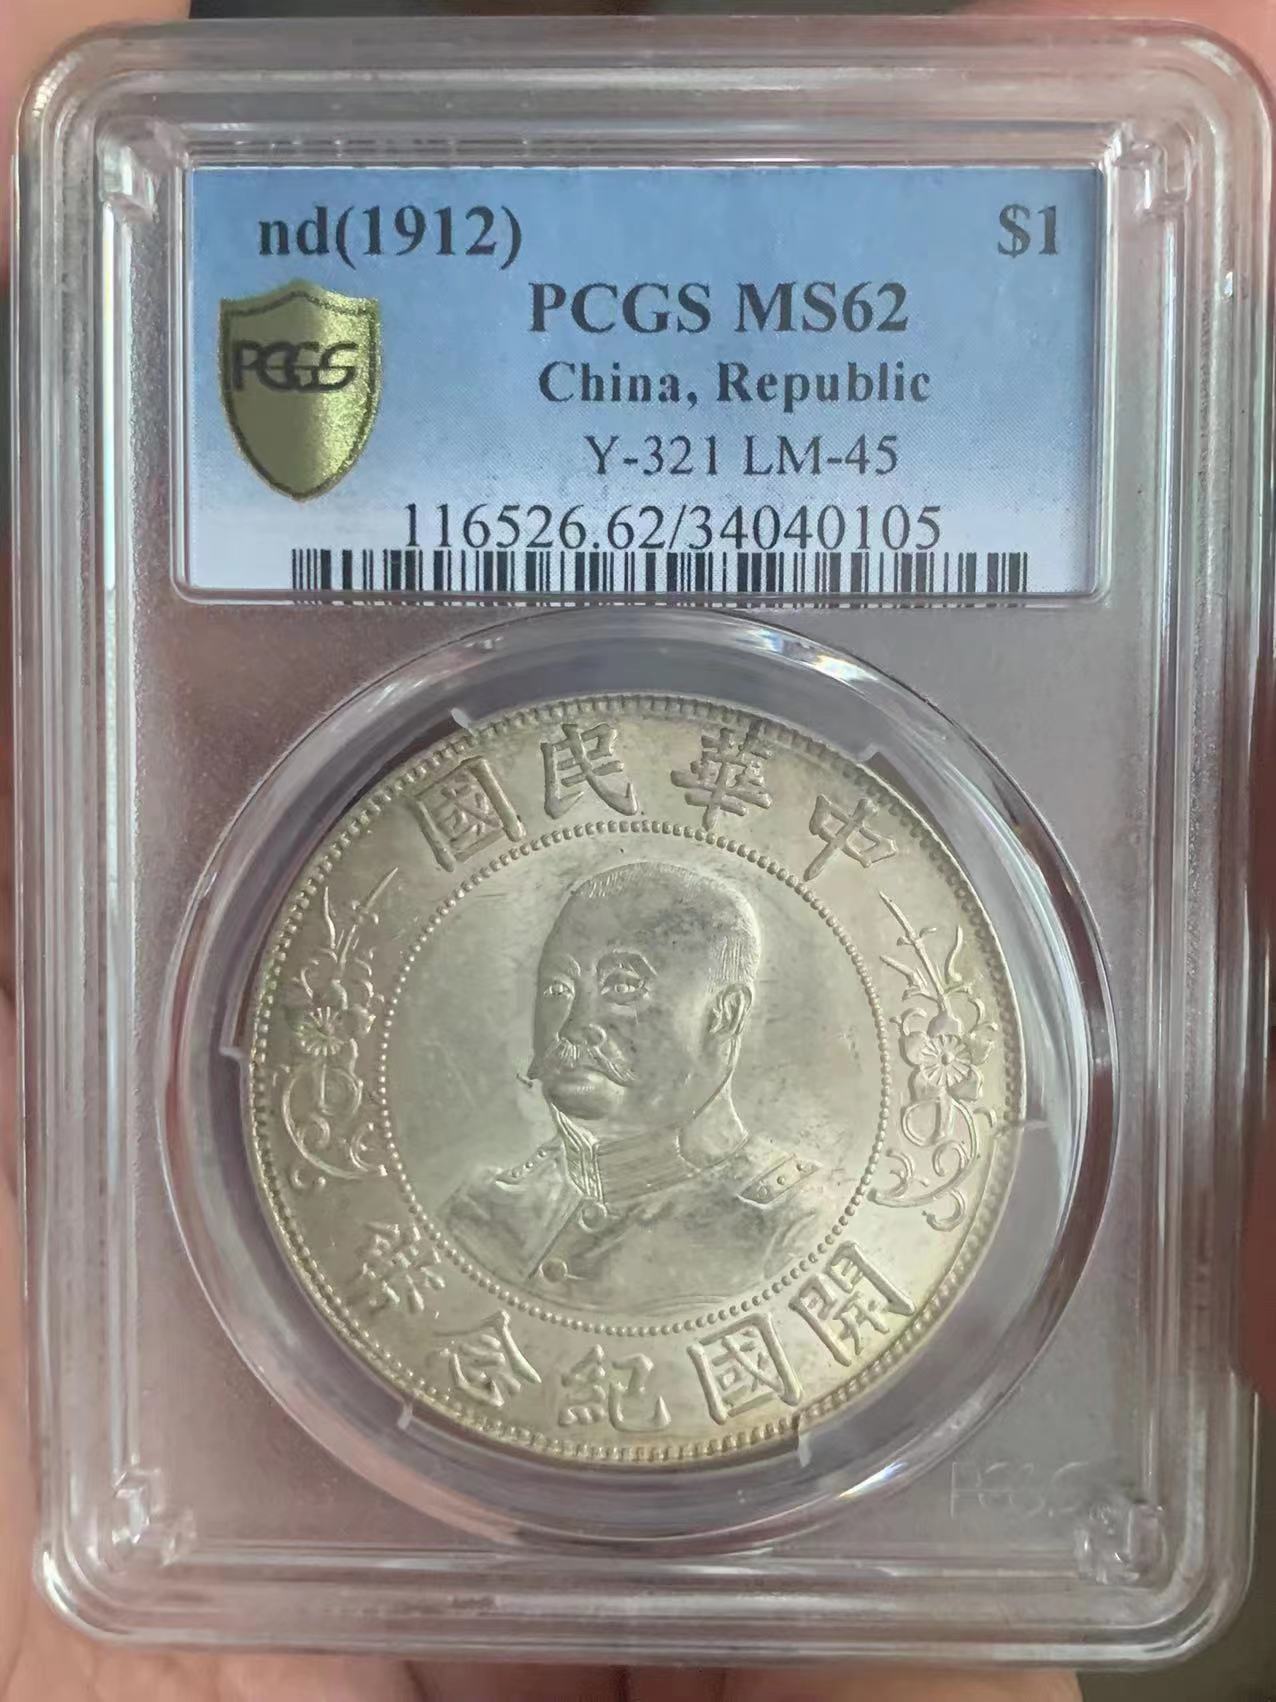 nd(1912) $1
PCGS MS62
PCGS
China, Republic
Y-321 LM-45
116526.62/34040105
中華民國
開國紀念幣
PCGS